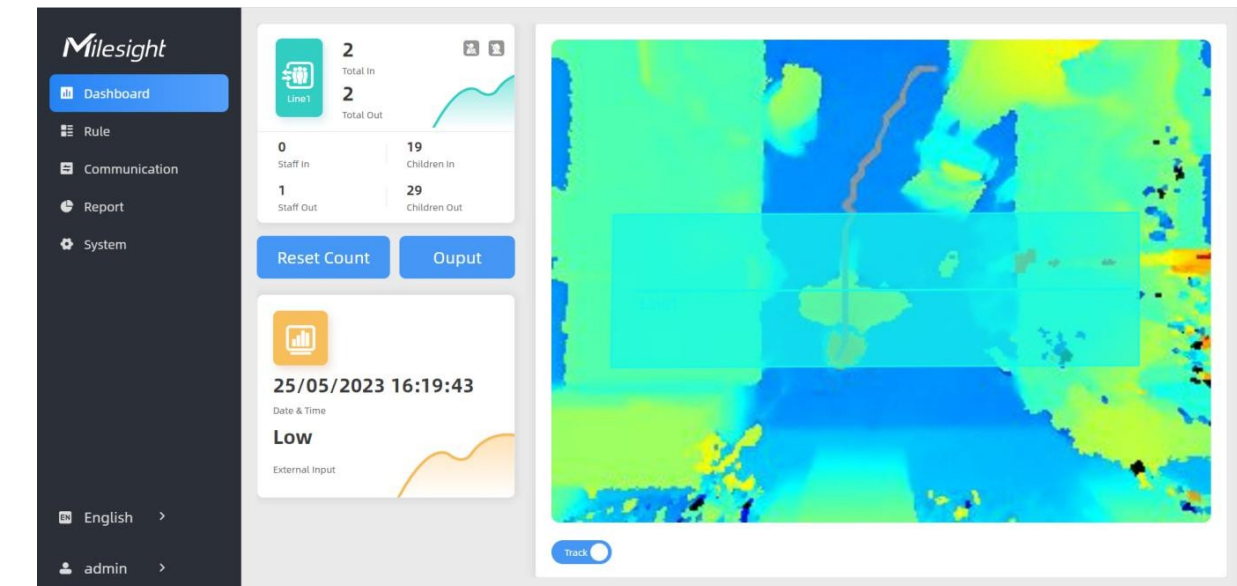 Milesight
Dashboard
Rule
Communication
Report
System
EN English >
admin >
Line1
2
Total In
2
Total Out
0
Staff In
19
Children In
1
Staff Out
29
Children Out
Reset Count
Ouput
25/05/2023 16:19:43
Date & Time
Low
External Input
Line1
Track